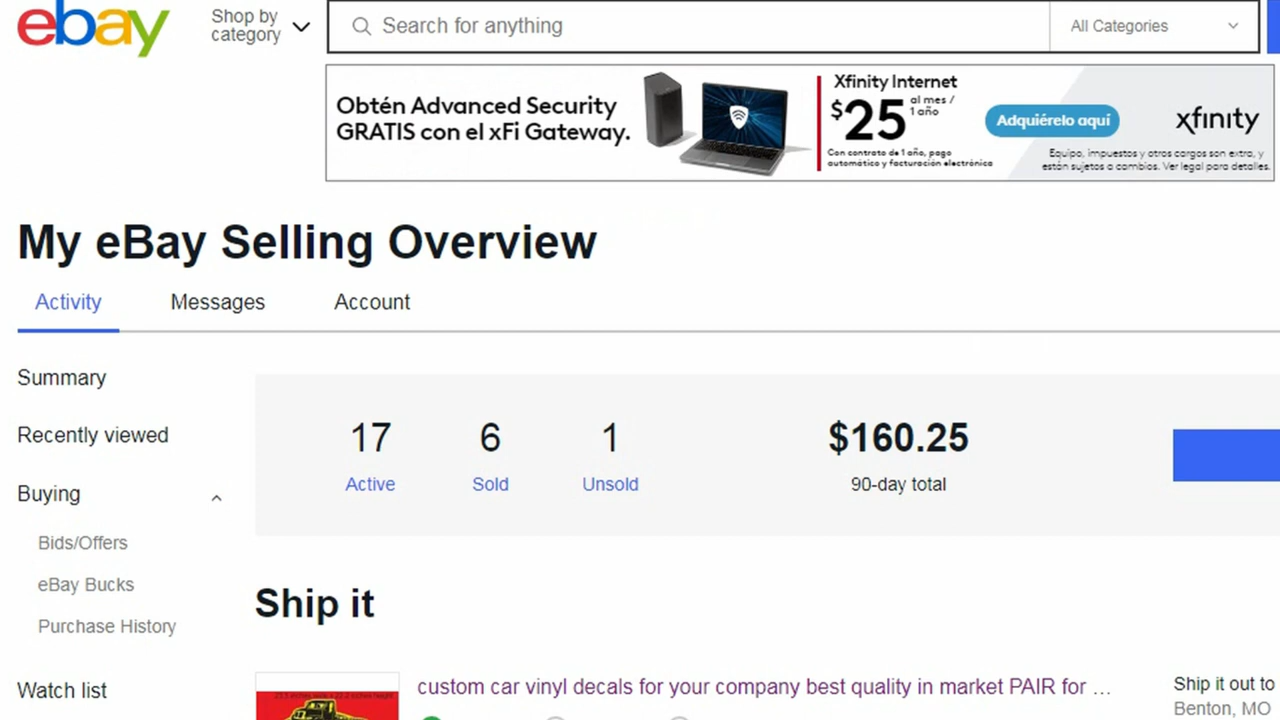 ebay
Shop by
category
Search for anything
All Categories
Obtén Advanced Security
GRATIS con el xFi Gateway.
Xfinity Internet
$25 al mes /
1 año
Con contrato de 1 año, pago
automático y facturación electrónica
Adquiérelo aquí
xfinity
Equipo, impuestos y otros cargos son extra, y
están sujetos a cambios. Ver legal para detalles.
My eBay Selling Overview
Activity
Messages
Account
Summary
Recently viewed
Buying
Bids/Offers
eBay Bucks
Purchase History
Watch list
17
6
1
$160.25
Active
Sold
Unsold
90-day total
Ship it
custom car vinyl decals for your company best quality in market PAIR for ...
Ship it out to
Benton, MO